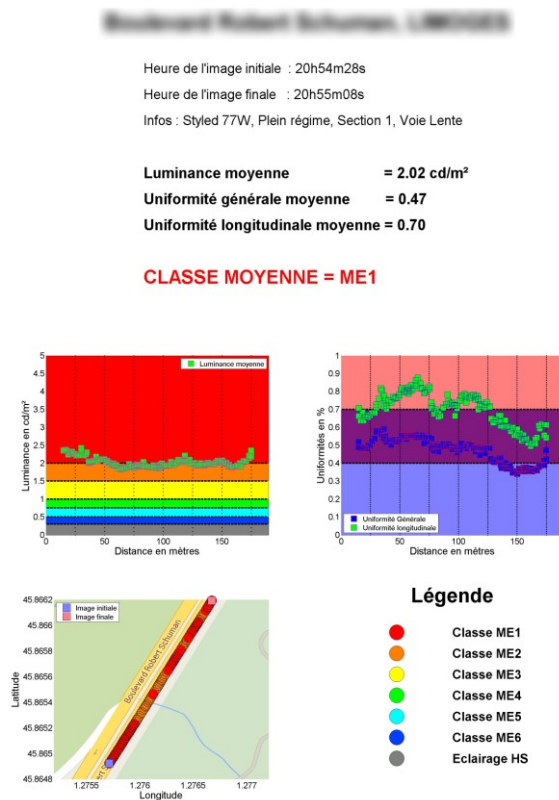 Boulevard Robert Schuman, LIMOGES
Heure de l'image initiale : 20h54m28s
Heure de l'image finale : 20h55m08s
Infos : Styled 77W, Plein régime, Section 1, Voie Lente
Luminance moyenne = 2.02 cd/m²
Uniformité générale moyenne = 0.47
Uniformité longitudinale moyenne = 0.70
CLASSE MOYENNE = ME1
Luminance en cd/m²
5
4.5
4
3.5
3
2.5
2
1.5
1
0.5
0
Luminance moyenne
0 50 100 150
Distance en mètres
Uniformités en %
1
0.9
0.8
0.7
0.6
0.5
0.4
0.3
0.2
0.1
0
Uniformité Générale
Uniformité longitudinale
0 50 100 150
Distance en mètres
Latitude
45.8662
45.866
45.8658
45.8656
45.8654
45.8652
45.865
45.8648
Image initiale
Image finale
Boulevard Robert Schuman
1.2755 1.276 1.2765 1.277
Longitude
Légende
Classe ME1
Classe ME2
Classe ME3
Classe ME4
Classe ME5
Classe ME6
Eclairage HS